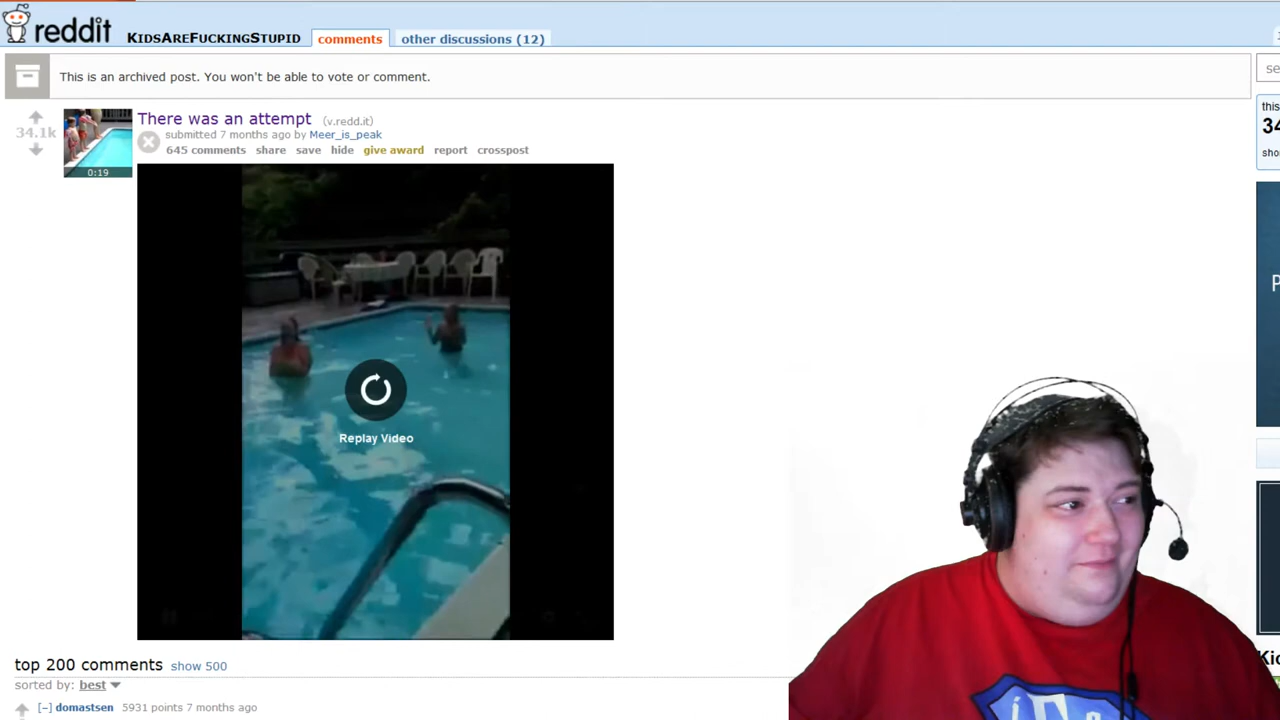 reddit KIDSAREFUCKINGSTUPID comments other discussions (12)
This is an archived post. You won't be able to vote or comment.
There was an attempt (v.redd.it)
submitted 7 months ago by Meer_is_peak
34.1k
645 comments share save hide give award report crosspost
0:19
Replay Video
top 200 comments show 500
sorted by: best
[–] domastsen 5931 points 7 months ago
this